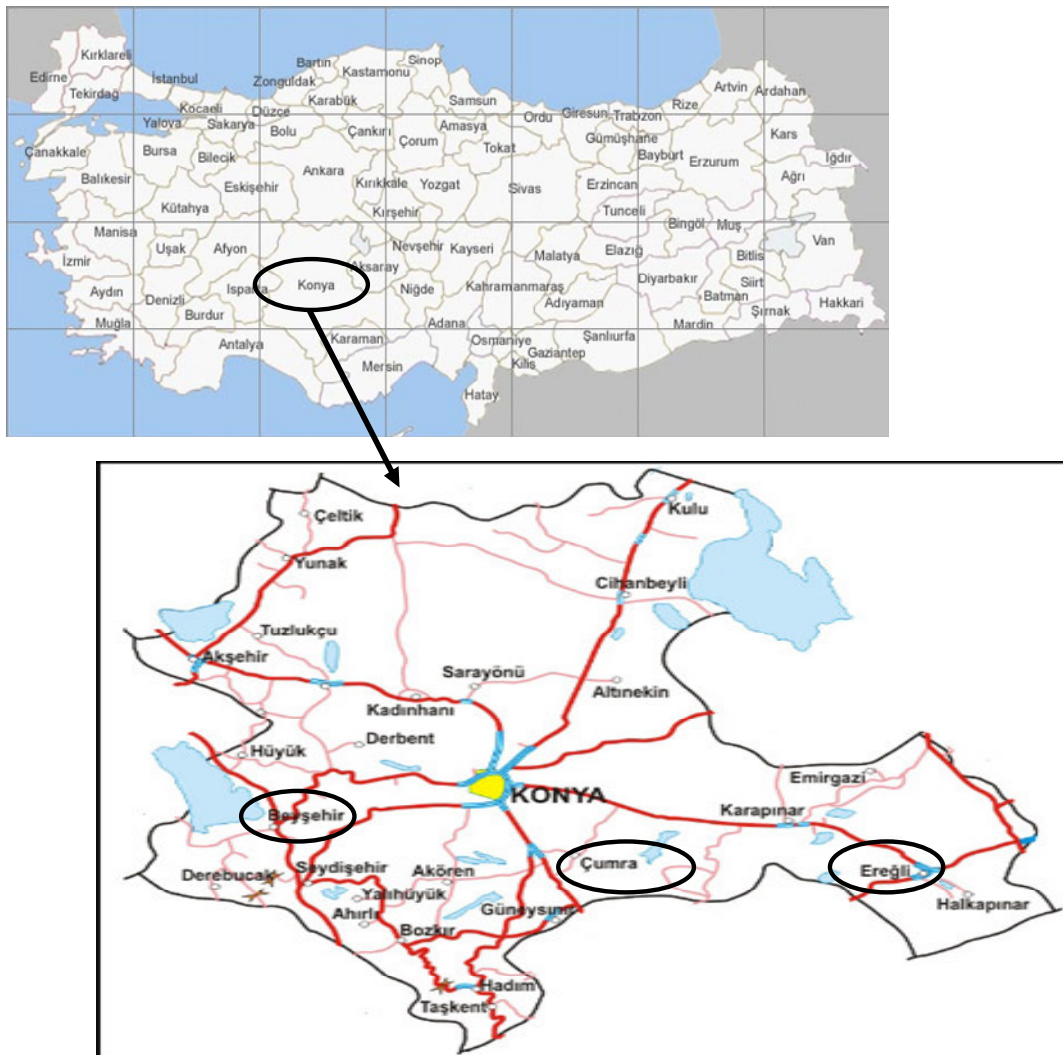 Kırklareli
Edirne
Tekirdağ
İstanbul
Kocaeli
Yalova
Sakarya
Düzce
Zonguldak
Bartın
Karabük
Kastamonu
Sinop
Samsun
Ordu
Giresun
Trabzon
Rize
Artvin
Ardahan
Çanakkale
Bursa
Bilecik
Bolu
Çankırı
Çorum
Amasya
Tokat
Gümüşhane
Bayburt
Erzurum
Kars
Iğdır
Balıkesir
Eskişehir
Ankara
Kırıkkale
Yozgat
Sivas
Erzincan
Ağrı
Kütahya
Kırşehir
Tunceli
Bingöl
Muş
Manisa
Uşak
Afyon
Nevşehir
Kayseri
Malatya
Elazığ
Bitlis
Van
İzmir
Aksaray
Isparta
Konya
Niğde
Kahramanmaraş
Diyarbakır
Siirt
Batman
Aydın
Denizli
Burdur
Adıyaman
Şırnak
Hakkari
Muğla
Antalya
Karaman
Adana
Osmaniye
Şanlıurfa
Mardin
Mersin
Gaziantep
Kilis
Hatay
Çeltik
Kulu
Yunak
Cihanbeyli
Tuzlukçu
Akşehir
Sarayönü
Altınekin
Kadınhanı
Derbent
Hüyük
KONYA
Emirgazi
Karapınar
Beyşehir
Çumra
Ereğli
Derebucak
Seydişehir
Akören
Yalıhüyük
Halkapınar
Ahırlı
Güneysınır
Bozkır
Hadım
Taşkent